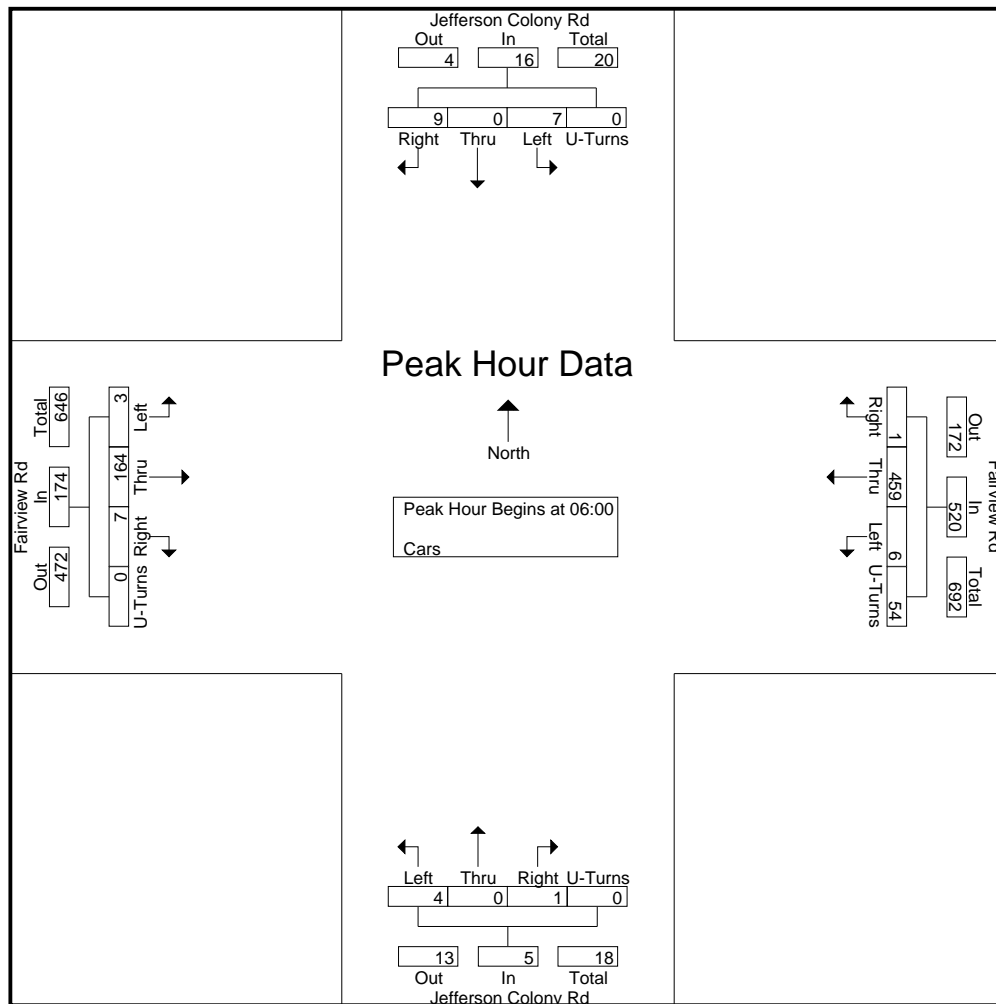 Jefferson Colony Rd
Out In Total
4 16 20
9 0 7 0
Right Thru Left U-Turns
Peak Hour Data
North
Peak Hour Begins at 06:00
Cars
Fairview Rd
Out In Total
472 174 646
3 164 7 0
Left Thru Right U-Turns
Fairview Rd
Out In Total
172 520 692
1 459 6 54
Right Thru Left U-Turns
Left Thru Right U-Turns
4 0 1 0
13 5 18
Out In Total
Jefferson Colony Rd